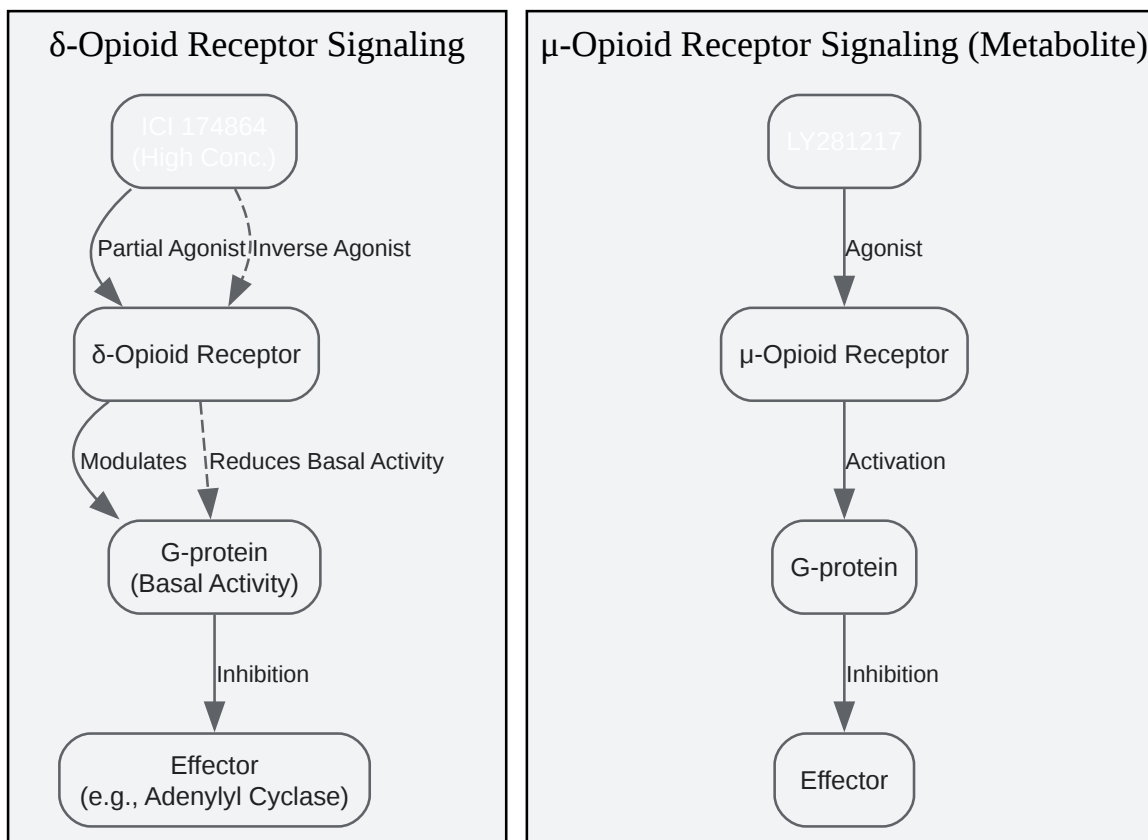 δ-Opioid Receptor Signaling
ICI 174864
(High Conc.)
Partial Agonist
Inverse Agonist
δ-Opioid Receptor
Modulates
Reduces Basal Activity
G-protein
(Basal Activity)
Inhibition
Effector
(e.g., Adenylyl Cyclase)
μ-Opioid Receptor Signaling (Metabolite)
LY281217
Agonist
μ-Opioid Receptor
Activation
G-protein
Inhibition
Effector